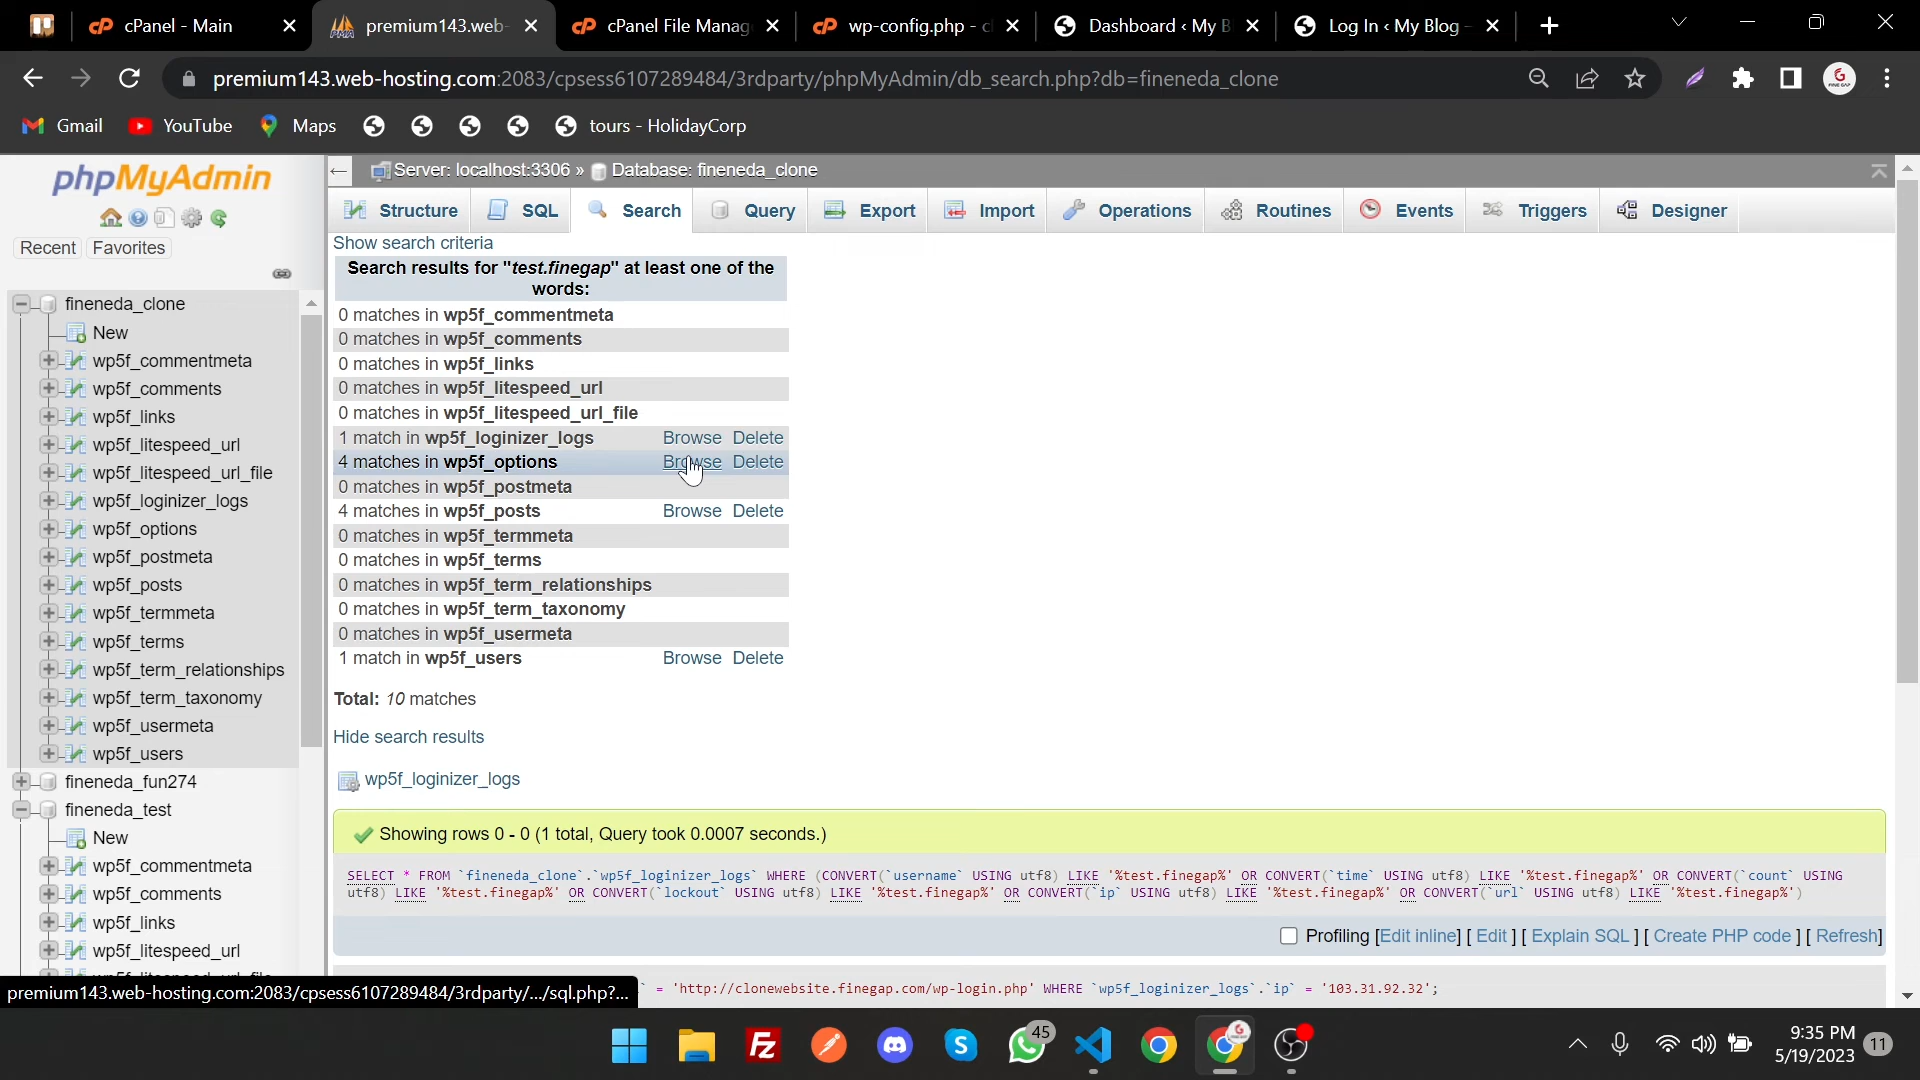 cPanel - Main
premium143.web-
cPanel File Manag
wp-config.php - c
Dashboard ‹ My B
Log In ‹ My Blog -
premium143.web-hosting.com:2083/cpsess6107289484/3rdparty/phpMyAdmin/db_search.php?db=fineneda_clone
Gmail YouTube Maps tours - HolidayCorp
phpMyAdmin
Recent Favorites
fineneda_clone
New
wp5f_commentmeta
wp5f_comments
wp5f_links
wp5f_litespeed_url
wp5f_litespeed_url_file
wp5f_loginizer_logs
wp5f_options
wp5f_postmeta
wp5f_posts
wp5f_termmeta
wp5f_terms
wp5f_term_relationships
wp5f_term_taxonomy
wp5f_usermeta
wp5f_users
fineneda_fun274
fineneda_test
New
wp5f_commentmeta
wp5f_comments
wp5f_links
wp5f_litespeed_url
Server: localhost:3306 » Database: fineneda_clone
Structure SQL Search Query Export Import Operations Routines Events Triggers Designer
Show search criteria
Search results for "test.finegap" at least one of the
words:
0 matches in wp5f_commentmeta
0 matches in wp5f_comments
0 matches in wp5f_links
0 matches in wp5f_litespeed_url
0 matches in wp5f_litespeed_url_file
1 match in wp5f_loginizer_logs Browse Delete
4 matches in wp5f_options Browse Delete
0 matches in wp5f_postmeta
4 matches in wp5f_posts Browse Delete
0 matches in wp5f_termmeta
0 matches in wp5f_terms
0 matches in wp5f_term_relationships
0 matches in wp5f_term_taxonomy
0 matches in wp5f_usermeta
1 match in wp5f_users Browse Delete
Total: 10 matches
Hide search results
wp5f_loginizer_logs
Showing rows 0 - 0 (1 total, Query took 0.0007 seconds.)
SELECT * FROM `fineneda_clone`.`wp5f_loginizer_logs` WHERE (CONVERT(`username` USING utf8) LIKE '%test.finegap%' OR CONVERT(`time` USING utf8) LIKE '%test.finegap%' OR CONVERT(`count` USING
utf8) LIKE '%test.finegap%' OR CONVERT(`lockout` USING utf8) LIKE '%test.finegap%' OR CONVERT(`ip` USING utf8) LIKE '%test.finegap%' OR CONVERT(`url` USING utf8) LIKE '%test.finegap%')
Profiling [Edit inline] [ Edit ] [ Explain SQL ] [ Create PHP code ] [ Refresh]
` = 'http://clonewebsite.finegap.com/wp-login.php' WHERE `wp5f_loginizer_logs`.`ip` = '103.31.92.32';
premium143.web-hosting.com:2083/cpsess6107289484/3rdparty/.../sql.php?...
45
9:35 PM
5/19/2023
11